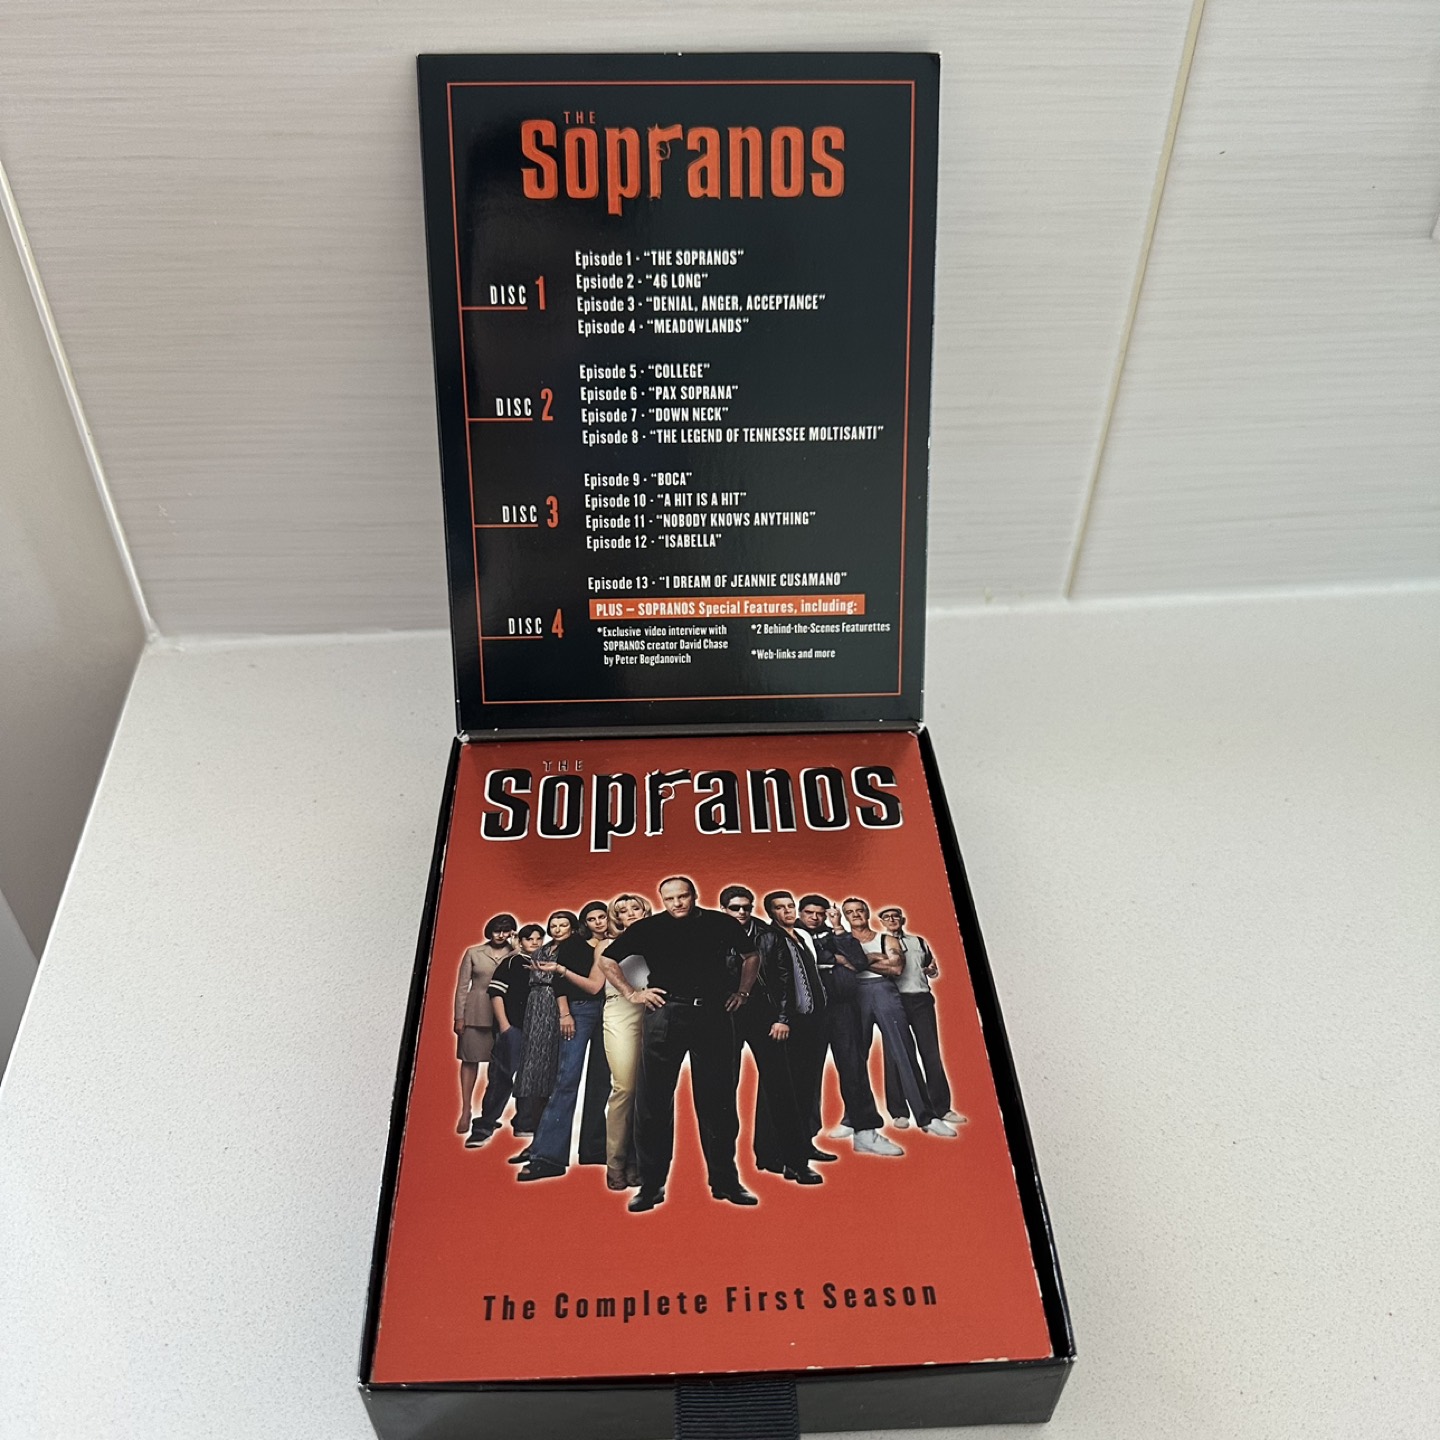 THE
Sopranos
DISC 1
Episode 1 - "THE SOPRANOS"
Epsiode 2 - "46 LONG"
Episode 3 - "DENIAL, ANGER, ACCEPTANCE"
Episode 4 - "MEADOWLANDS"
DISC 2
Episode 5 - "COLLEGE"
Episode 6 - "PAX SOPRANA"
Episode 7 - "DOWN NECK"
Episode 8 - "THE LEGEND OF TENNESSEE MOLTISANTI"
DISC 3
Episode 9 - "BOCA"
Episode 10 - "A HIT IS A HIT"
Episode 11 - "NOBODY KNOWS ANYTHING"
Episode 12 - "ISABELLA"
DISC 4
Episode 13 - "I DREAM OF JEANNIE CUSAMANO"
PLUS – SOPRANOS Special Features, including:
*Exclusive video interview with
SOPRANOS creator David Chase
by Peter Bogdanovich
*2 Behind-the-Scenes Featurettes
*Web-links and more
THE
Sopranos
The Complete First Season